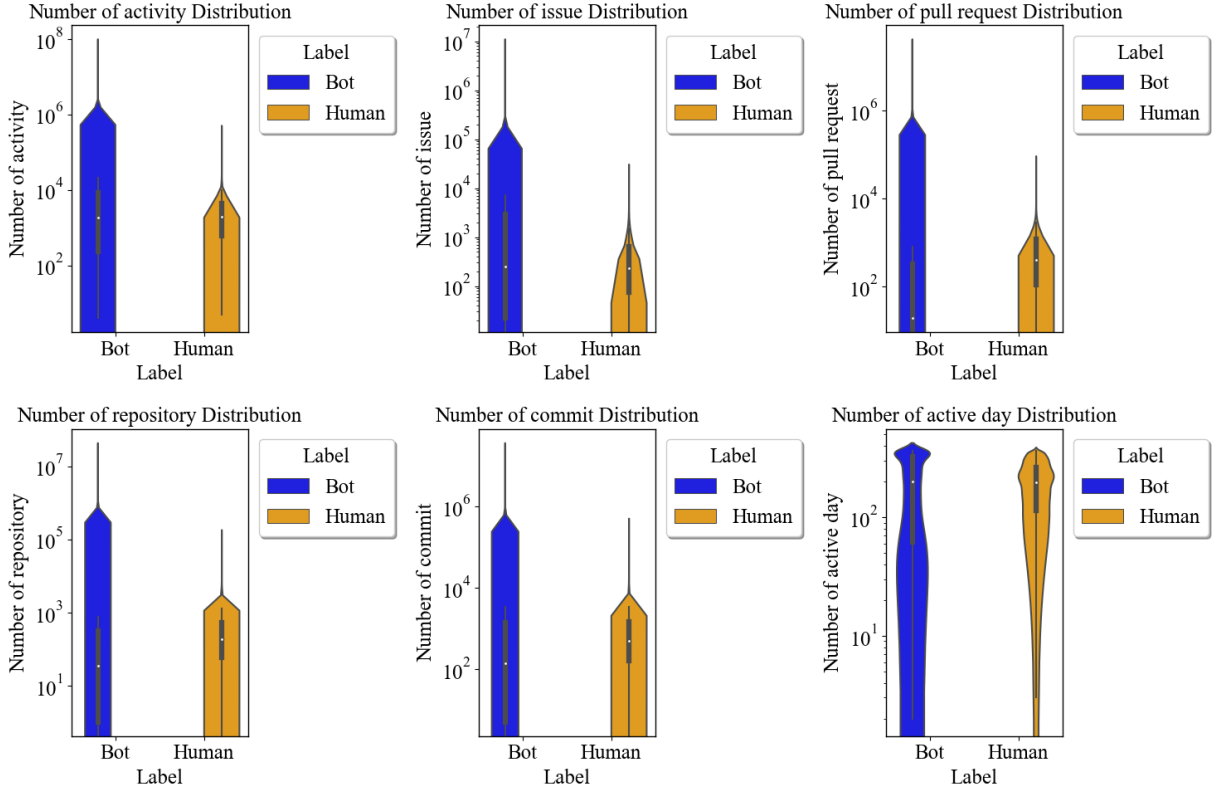 Number of activity Distribution
Number of activity
10^8
10^6
10^4
10^2
Bot
Human
Label
Label
Bot
Human
Number of issue Distribution
Number of issue
10^7
10^6
10^5
10^4
10^3
10^2
Bot
Human
Label
Label
Bot
Human
Number of pull request Distribution
Number of pull request
10^6
10^4
10^2
Bot
Human
Label
Label
Bot
Human
Number of repository Distribution
Number of repository
10^7
10^5
10^3
10^1
Bot
Human
Label
Label
Bot
Human
Number of commit Distribution
Number of commit
10^6
10^4
10^2
Bot
Human
Label
Label
Bot
Human
Number of active day Distribution
Number of active day
10^2
10^1
Bot
Human
Label
Label
Bot
Human